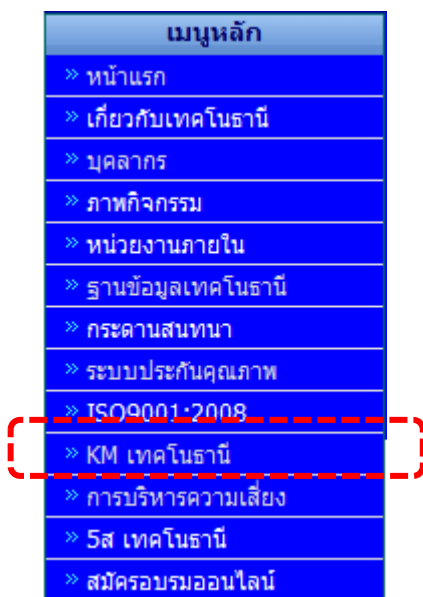 เมนูหลัก
» หน้าแรก
» เกี่ยวกับเทคโนธานี
» บุคลากร
» ภาพกิจกรรม
» หน่วยงานภายใน
» ฐานข้อมูลเทคโนธานี
» กระดานสนทนา
» ระบบประกันคุณภาพ
» ISO9001:2008
» KM เทคโนธานี
» การบริหารความเสี่ยง
» 5ส เทคโนธานี
» สมัครอบรมออนไลน์